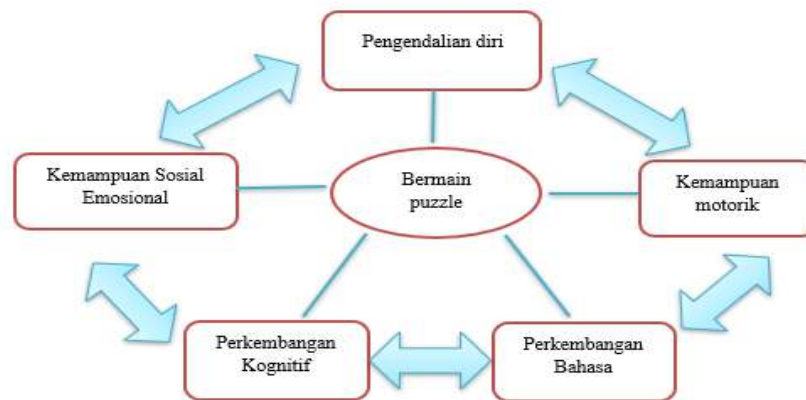 Pengendalian diri
Kemampuan Sosial
Emosional
Bermain
puzzle
Kemampuan
motorik
Perkembangan
Kognitif
Perkembangan
Bahasa